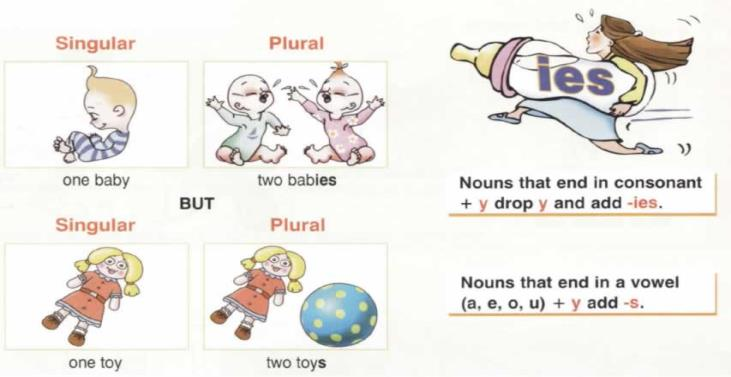 Singular
Plural
ies
one baby
two babies
Nouns that end in consonant
+ y drop y and add -ies.
BUT
Singular
Plural
Nouns that end in a vowel
(a, e, o, u) + y add -s.
one toy
two toys